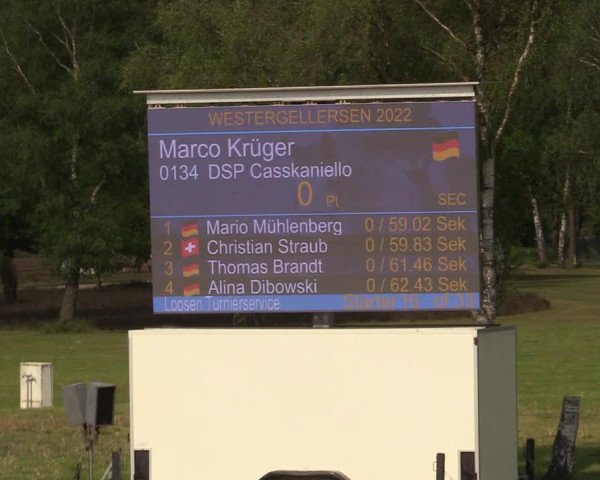 WESTERGELLERSEN 2022
Marco Krüger
0134 DSP Casskaniello
0 Pt SEC
1 Mario Mühlenberg 0 / 59.02 Sek
2 Christian Straub 0 / 59.83 Sek
3 Thomas Brandt 0 / 61.46 Sek
4 Alina Dibowski 0 / 62.43 Sek
Loosen Turnierservice Starter